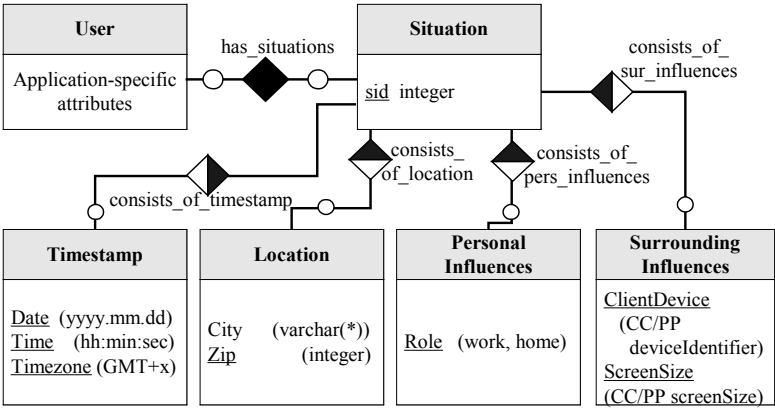 User
has_situations
Situation
consists_of_
sur_influences
Application-specific
attributes
sid integer
consists_of_timestamp
consists_
of_location
consists_of_
pers_influences
Timestamp
Date (yyyy.mm.dd)
Time (hh:min:sec)
Timezone (GMT+x)
Location
City (varchar(*))
Zip (integer)
Personal
Influences
Role (work, home)
Surrounding
Influences
ClientDevice
(CC/PP
deviceIdentifier)
ScreenSize
(CC/PP screenSize)